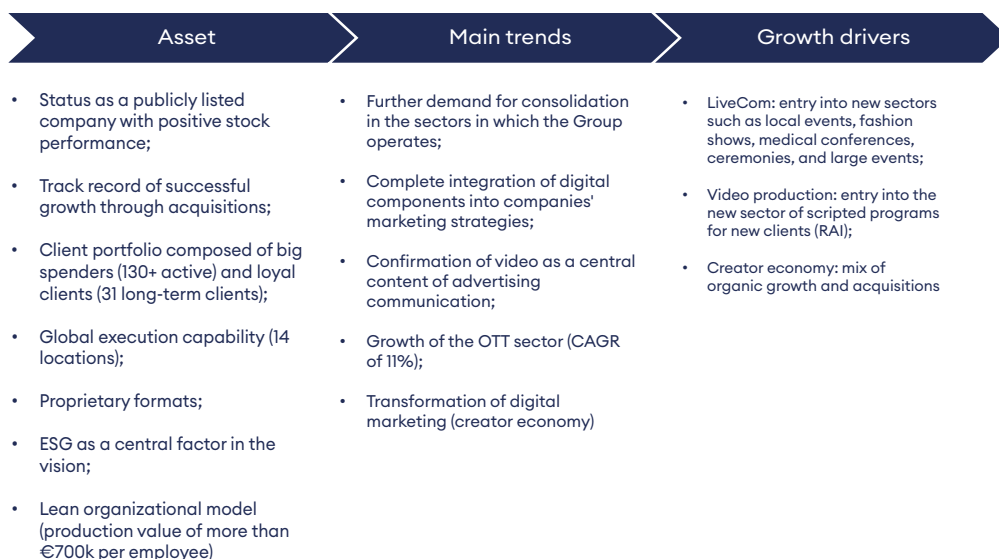 Asset
Main trends
Growth drivers
• Status as a publicly listed
company with positive stock
performance;
• Track record of successful
growth through acquisitions;
• Client portfolio composed of big
spenders (130+ active) and loyal
clients (31 long-term clients);
• Global execution capability (14
locations);
• Proprietary formats;
• ESG as a central factor in the
vision;
• Lean organizational model
(production value of more than
€700k per employee)
• Further demand for consolidation
in the sectors in which the Group
operates;
• Complete integration of digital
components into companies'
marketing strategies;
• Confirmation of video as a central
content of advertising
communication;
• Growth of the OTT sector (CAGR
of 11%);
• Transformation of digital
marketing (creator economy)
• LiveCom: entry into new sectors
such as local events, fashion
shows, medical conferences,
ceremonies, and large events;
• Video production: entry into the
new sector of scripted programs
for new clients (RAI);
• Creator economy: mix of
organic growth and acquisitions